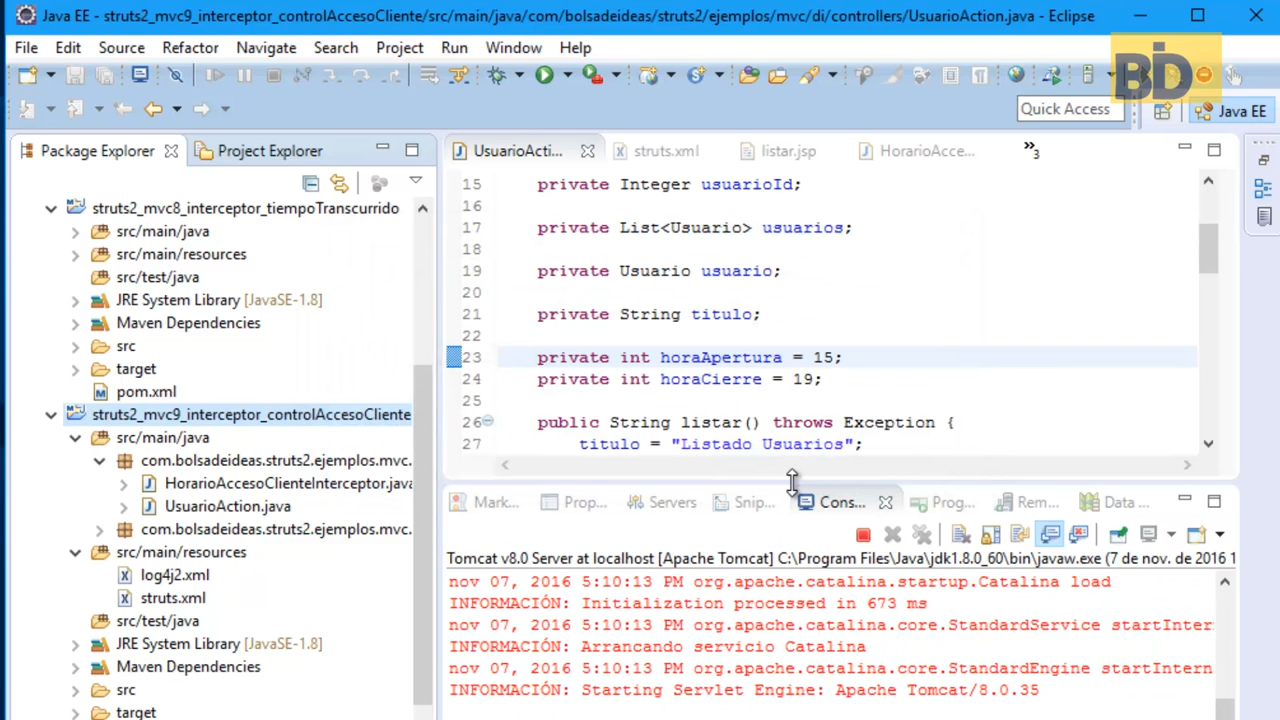 Java EE - struts2_mvc9_interceptor_controlAccesoCliente/src/main/java/com/bolsadeideas/struts2/ejemplos/mvc/di/controllers/UsuarioAction.java - Eclipse
File Edit Source Refactor Navigate Search Project Run Window Help
BD
Quick Access
Java EE
Package Explorer
Project Explorer
struts2_mvc8_interceptor_tiempoTranscurrido
src/main/java
src/main/resources
src/test/java
JRE System Library [JavaSE-1.8]
Maven Dependencies
src
target
pom.xml
struts2_mvc9_interceptor_controlAccesoCliente
src/main/java
com.bolsadeideas.struts2.ejemplos.mvc.
HorarioAccesoClienteInterceptor.java
UsuarioAction.java
com.bolsadeideas.struts2.ejemplos.mvc.
src/main/resources
log4j2.xml
struts.xml
src/test/java
JRE System Library [JavaSE-1.8]
Maven Dependencies
src
target
UsuarioActi... struts.xml listar.jsp HorarioAcce... »3
15 private Integer usuarioId;
16
17 private List<Usuario> usuarios;
18
19 private Usuario usuario;
20
21 private String titulo;
22
23 private int horaApertura = 15;
24 private int horaCierre = 19;
25
26 public String listar() throws Exception {
27 titulo = "Listado Usuarios";
Mark... Prop... Servers Snip... Cons... Prog... Rem... Data ...
Tomcat v8.0 Server at localhost [Apache Tomcat] C:\Program Files\Java\jdk1.8.0_60\bin\javaw.exe (7 de nov. de 2016 1
nov 07, 2016 5:10:13 PM org.apache.catalina.startup.Catalina load
INFORMACIÓN: Initialization processed in 673 ms
nov 07, 2016 5:10:13 PM org.apache.catalina.core.StandardService startInter
INFORMACIÓN: Arrancando servicio Catalina
nov 07, 2016 5:10:13 PM org.apache.catalina.core.StandardEngine startIntern
INFORMACIÓN: Starting Servlet Engine: Apache Tomcat/8.0.35